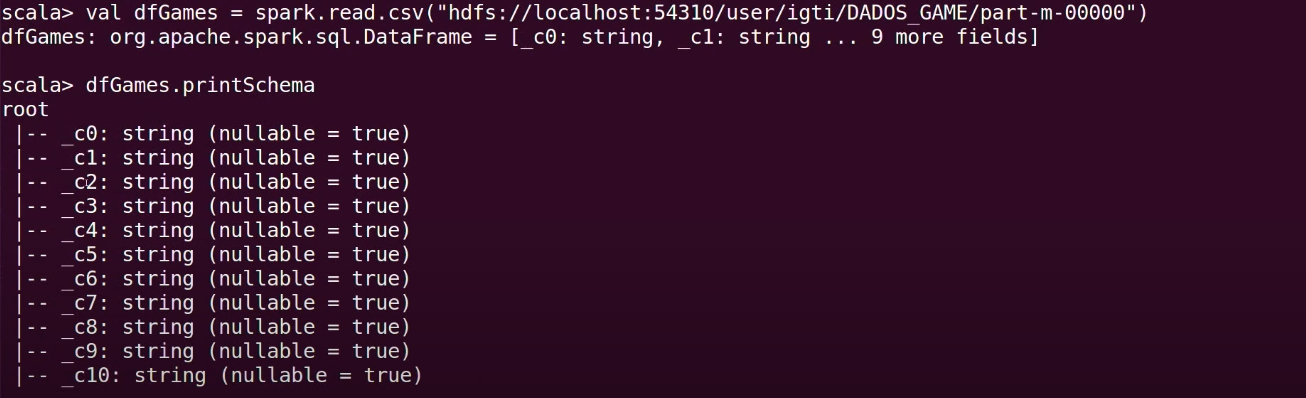 scala> val dfGames = spark.read.csv("hdfs://localhost:54310/user/igti/DADOS_GAME/part-m-00000")
dfGames: org.apache.spark.sql.DataFrame = [_c0: string, _c1: string ... 9 more fields]
scala> dfGames.printSchema
root
 |-- _c0: string (nullable = true)
 |-- _c1: string (nullable = true)
 |-- _c2: string (nullable = true)
 |-- _c3: string (nullable = true)
 |-- _c4: string (nullable = true)
 |-- _c5: string (nullable = true)
 |-- _c6: string (nullable = true)
 |-- _c7: string (nullable = true)
 |-- _c8: string (nullable = true)
 |-- _c9: string (nullable = true)
 |-- _c10: string (nullable = true)